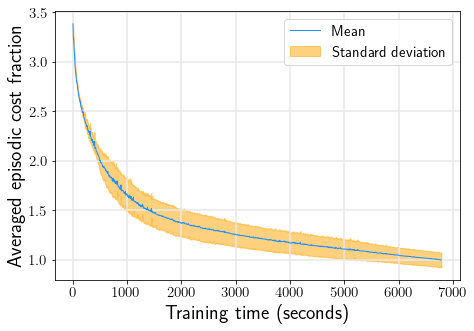 3.5
Mean
Standard deviation
3.0
2.5
2.0
1.5
1.0
Averaged episodic cost fraction
0 1000 2000 3000 4000 5000 6000 7000
Training time (seconds)